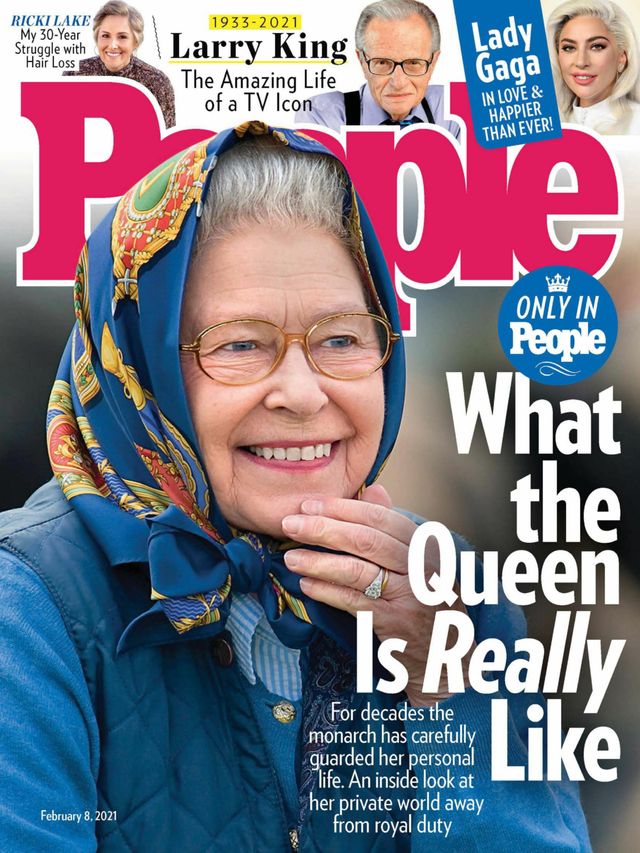 RICKI LAKE
My 30-Year
Struggle with
Hair Loss
1933-2021
Larry King
The Amazing Life
of a TV Icon
Lady
Gaga
IN LOVE &
HAPPIER
THAN EVER!
People
ONLY IN
People
What
the
Queen
Is Really
Like
For decades the
monarch has carefully
guarded her personal
life. An inside look at
her private world away
from royal duty
February 8, 2021